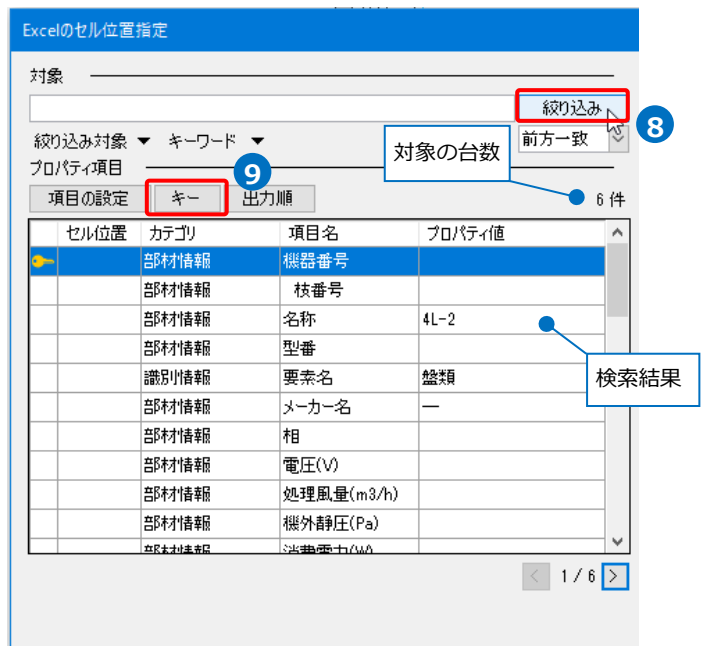 Excelのセル位置指定
対象
絞り込み
8
絞り込み対象 ▼ キーワード ▼
前方一致
対象の台数
プロパティ項目
9
項目の設定 キー 出力順
6 件
セル位置 カテゴリ 項目名 プロパティ値
部材情報 機器番号
部材情報 枝番号
部材情報 名称 4L-2
部材情報 型番
識別情報 要素名 盤類
検索結果
部材情報 メーカー名 ―
部材情報 相
部材情報 電圧(V)
部材情報 処理風量(m3/h)
部材情報 機外静圧(Pa)
部材情報 消費電力(W)
< 1 / 6 >